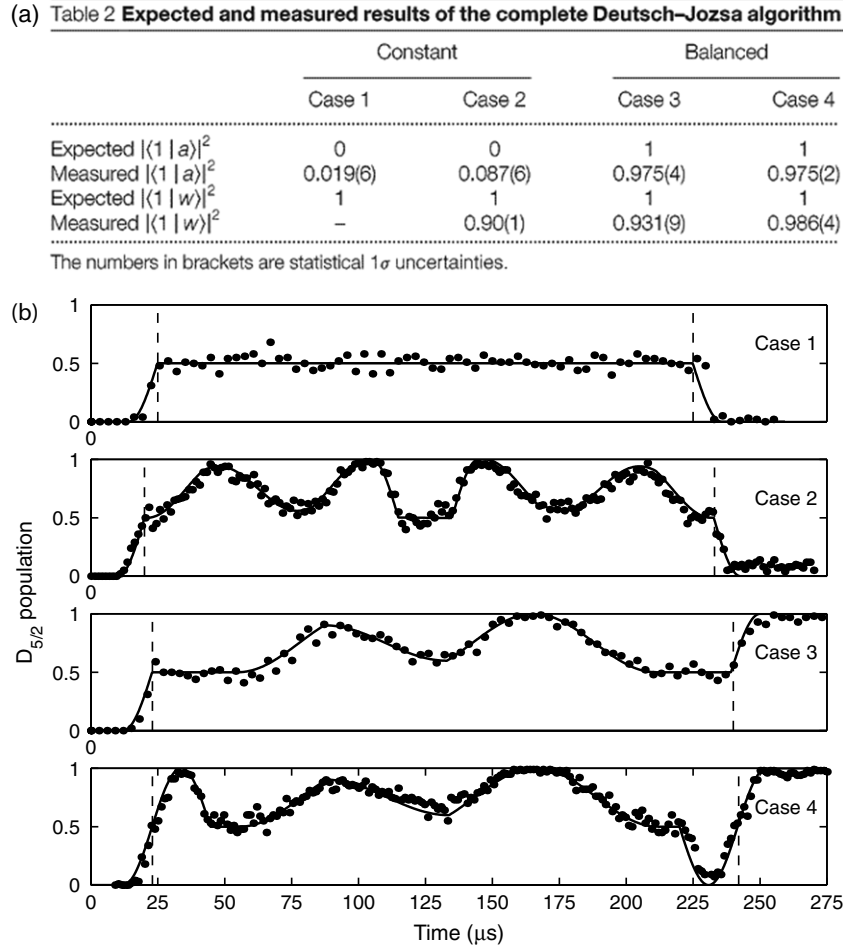 (a) Table 2 Expected and measured results of the complete Deutsch–Jozsa algorithm
Constant Balanced
Case 1 Case 2 Case 3 Case 4
Expected |⟨1 | a⟩|² 0 0 1 1
Measured |⟨1 | a⟩|² 0.019(6) 0.087(6) 0.975(4) 0.975(2)
Expected |⟨1 | w⟩|² 1 1 1 1
Measured |⟨1 | w⟩|² – 0.90(1) 0.931(9) 0.986(4)
The numbers in brackets are statistical 1σ uncertainties.
(b)
D5/2 population
1
Case 1
0.5
0
0
1
Case 2
0.5
0
0
1
Case 3
0.5
0
0
1
Case 4
0.5
0
0 25 50 75 100 125 150 175 200 225 250 275
Time (μs)